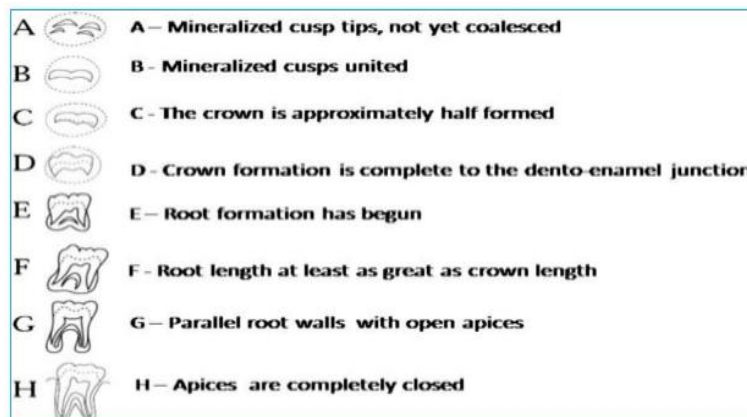 A A – Mineralized cusp tips, not yet coalesced
B B - Mineralized cusps united
C C - The crown is approximately half formed
D D - Crown formation is complete to the dento-enamel junction
E E – Root formation has begun
F F - Root length at least as great as crown length
G G – Parallel root walls with open apices
H H – Apices are completely closed